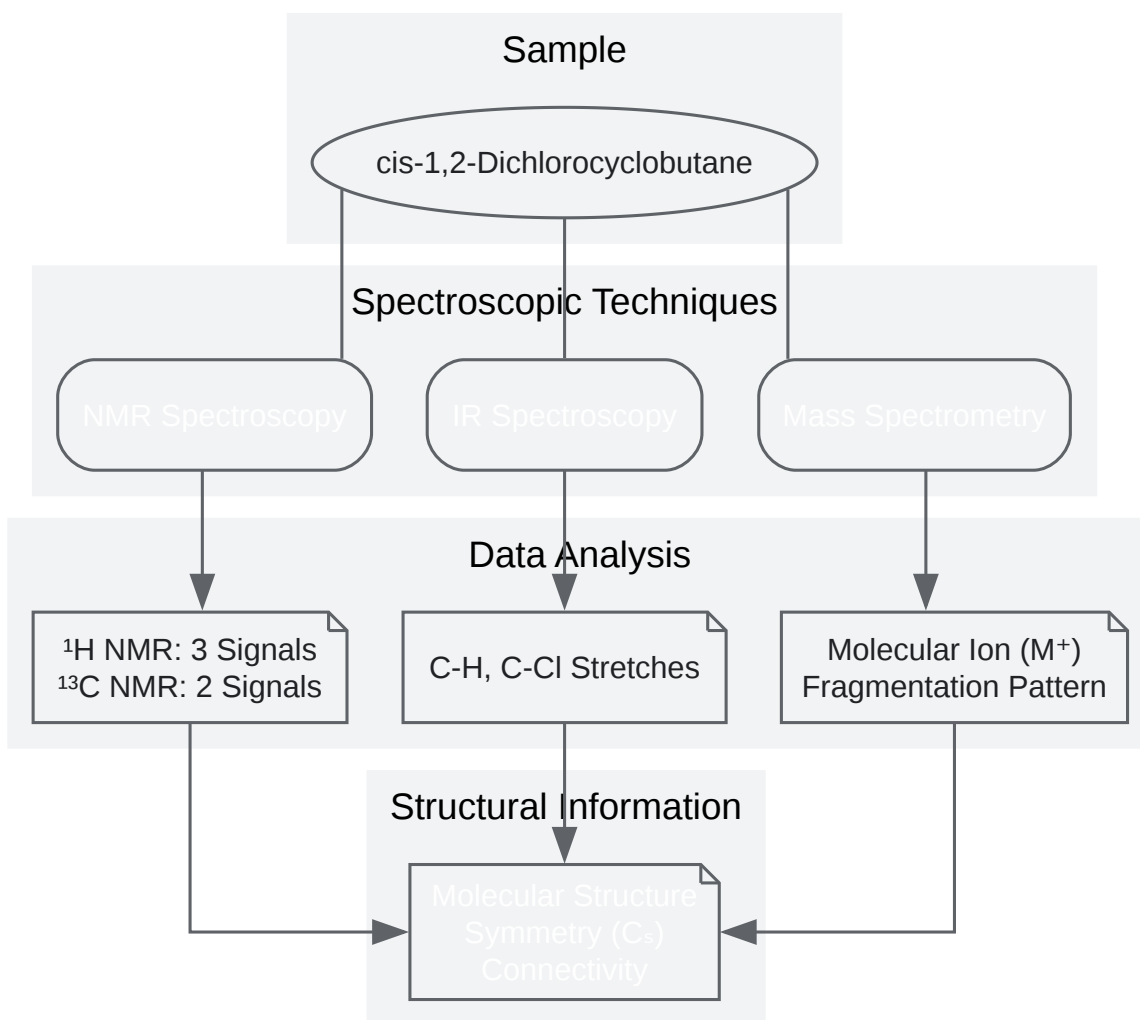 Sample
cis-1,2-Dichlorocyclobutane
Spectroscopic Techniques
NMR Spectroscopy
IR Spectroscopy
Mass Spectrometry
Data Analysis
¹H NMR: 3 Signals
¹³C NMR: 2 Signals
C-H, C-Cl Stretches
Molecular Ion (M⁺)
Fragmentation Pattern
Structural Information
Molecular Structure
Symmetry (Cₛ)
Connectivity